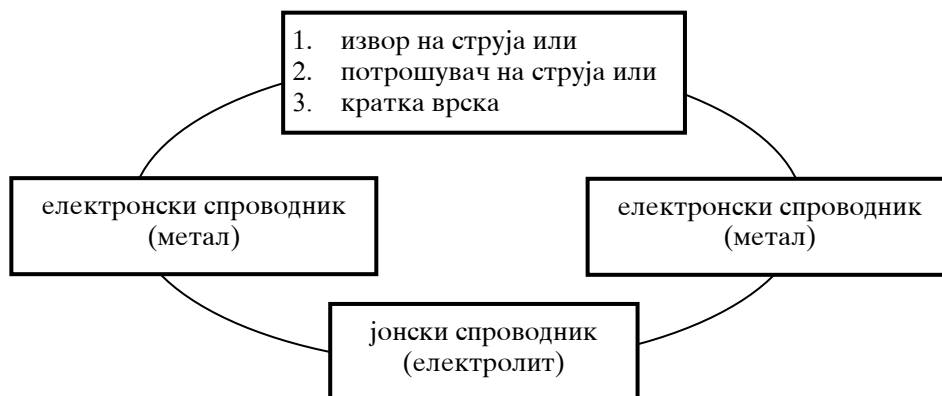 1. извор на струја или
2. потрошувач на струја или
3. кратка врска
електронски спроводник
(метал)
електронски спроводник
(метал)
јонски спроводник
(електролит)